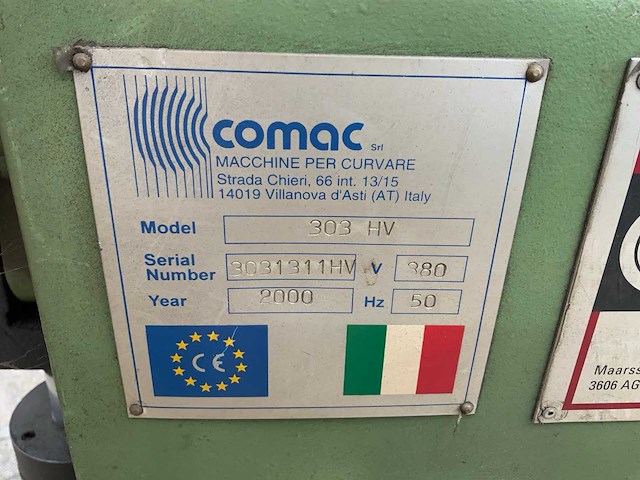 comac Srl
MACCHINE PER CURVARE
Strada Chieri, 66 int. 13/15
14019 Villanova d'Asti (AT) Italy
Model 303 HV
Serial Number 3031311HV V 380
Year 2000 Hz 50
CE
Maarss
3606 AG